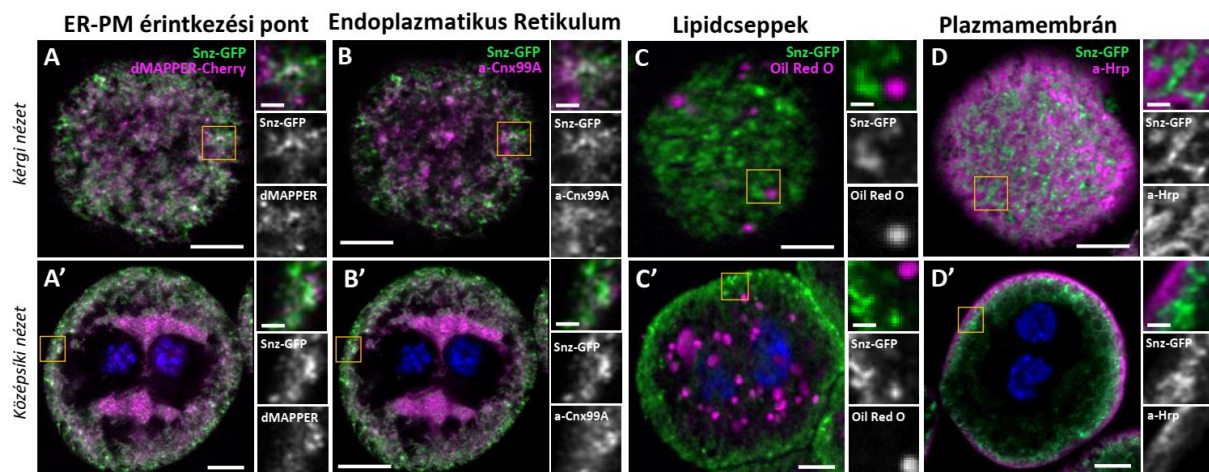 ER-PM érintkezési pont
Endoplazmatikus Retikulum
Lipidcseppek
Plazmamembrán
kérgi nézet
A
Snz-GFP
dMAPPER-Cherry
Snz-GFP
dMAPPER
B
Snz-GFP
a-Cnx99A
Snz-GFP
a-Cnx99A
C
Snz-GFP
Oil Red O
Snz-GFP
Oil Red O
D
Snz-GFP
a-Hrp
Snz-GFP
a-Hrp
Középsíki nézet
A’
Snz-GFP
dMAPPER
B’
Snz-GFP
a-Cnx99A
C’
Snz-GFP
Oil Red O
D’
Snz-GFP
a-Hrp